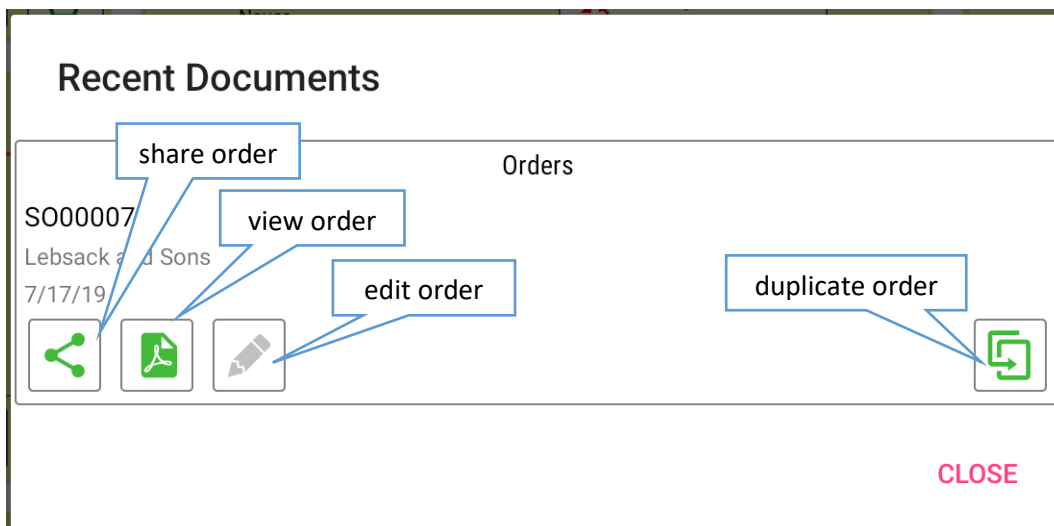 Recent Documents
share order
Orders
SO00007
view order
Lebsack and Sons
7/17/19
edit order
duplicate order
CLOSE